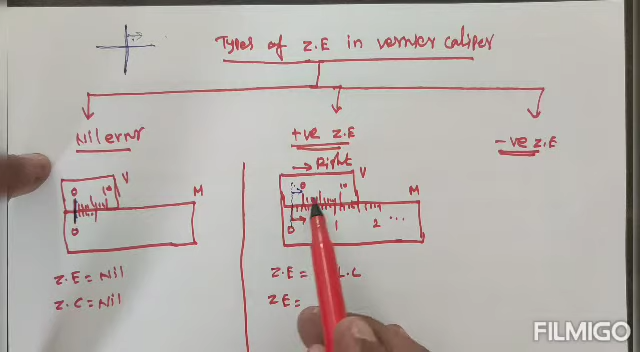 Types of Z.E in vernier caliper
Nil error
+ve Z.E
-ve Z.E
→ Right
V
M
0 10
0
V
M
0 10
0 1 2 ...
Z.E = Nil
Z.C = Nil
Z.E = L.C
ZE =
FILMIGO